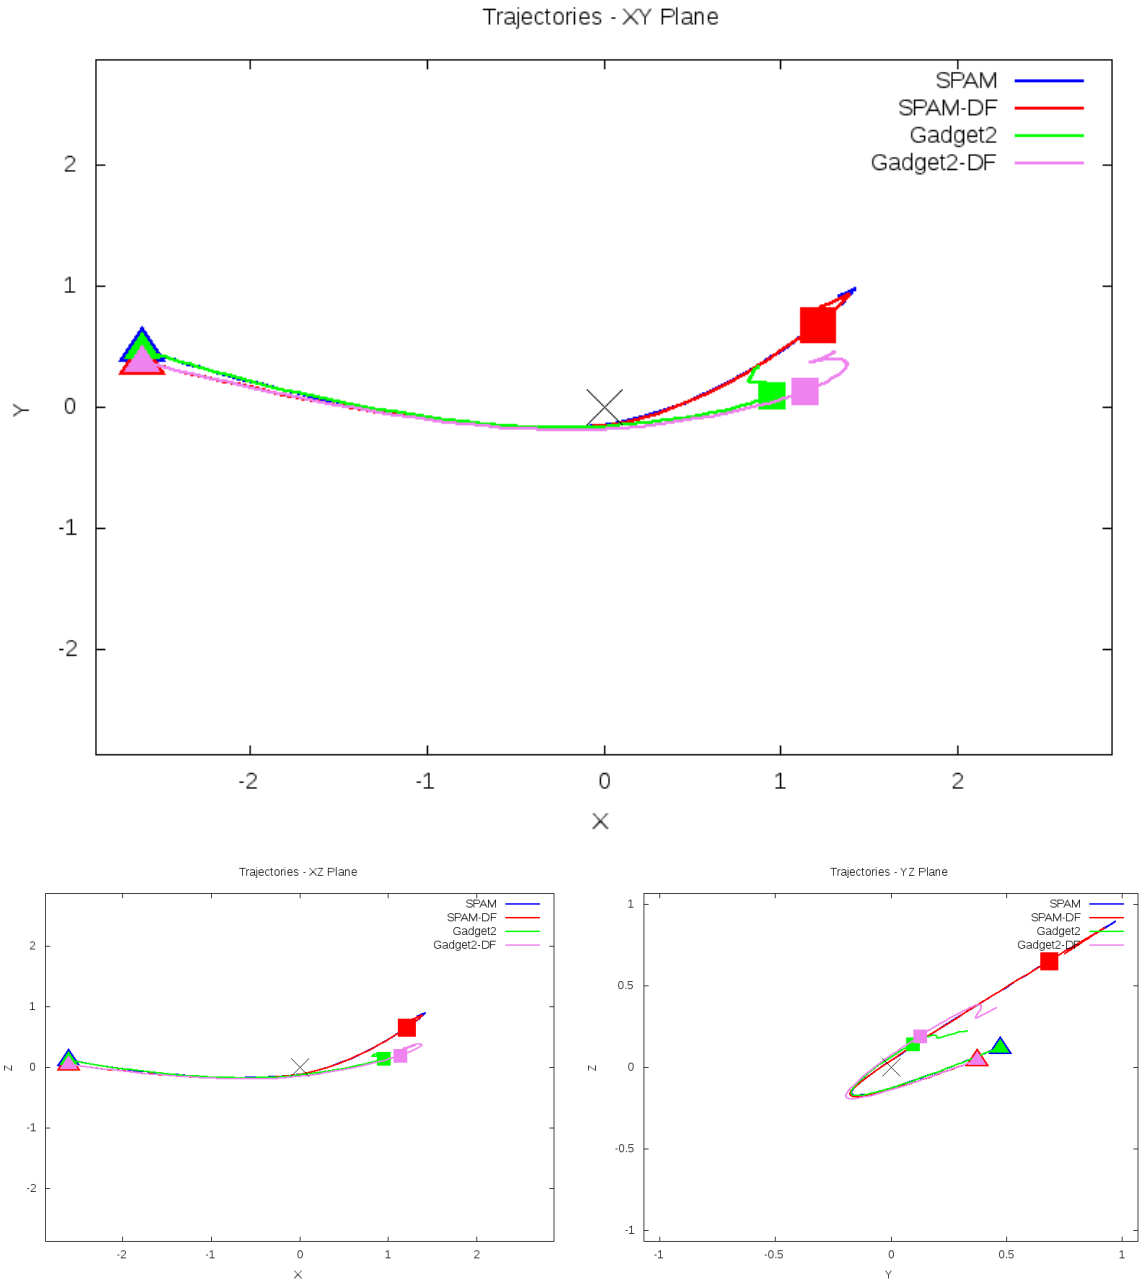 Trajectories - XY Plane
SPAM
SPAM-DF
Gadget2
Gadget2-DF
2
1
0
-1
-2
Y
-2
-1
0
1
2
X
Trajectories - XZ Plane
SPAM
SPAM-DF
Gadget2
Gadget2-DF
2
1
0
-1
-2
Z
-2
-1
0
1
2
X
Trajectories - YZ Plane
SPAM
SPAM-DF
Gadget2
Gadget2-DF
1
0.5
0
-0.5
-1
Z
-1
-0.5
0
0.5
1
Y